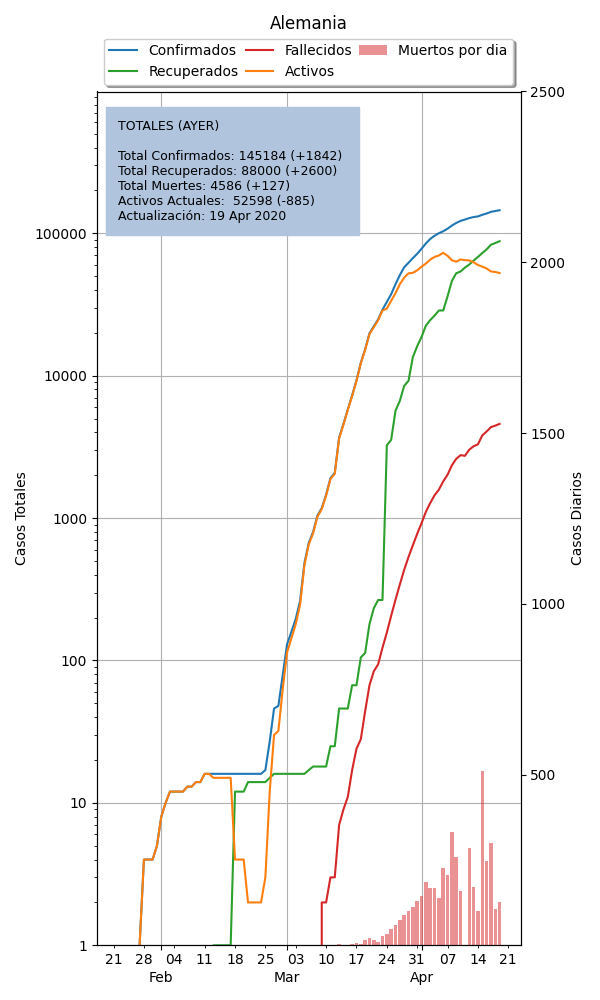 Alemania
Confirmados
Recuperados
Fallecidos
Activos
Muertos por dia
TOTALES (AYER)
Total Confirmados: 145184 (+1842)
Total Recuperados: 88000 (+2600)
Total Muertes: 4586 (+127)
Activos Actuales:  52598 (-885)
Actualización: 19 Apr 2020
Casos Totales
100000
10000
1000
100
10
1
2500
2000
1500
1000
500
Casos Diarios
21 28 04 11 18 25 03 10 17 24 31 07 14 21
Feb Mar Apr